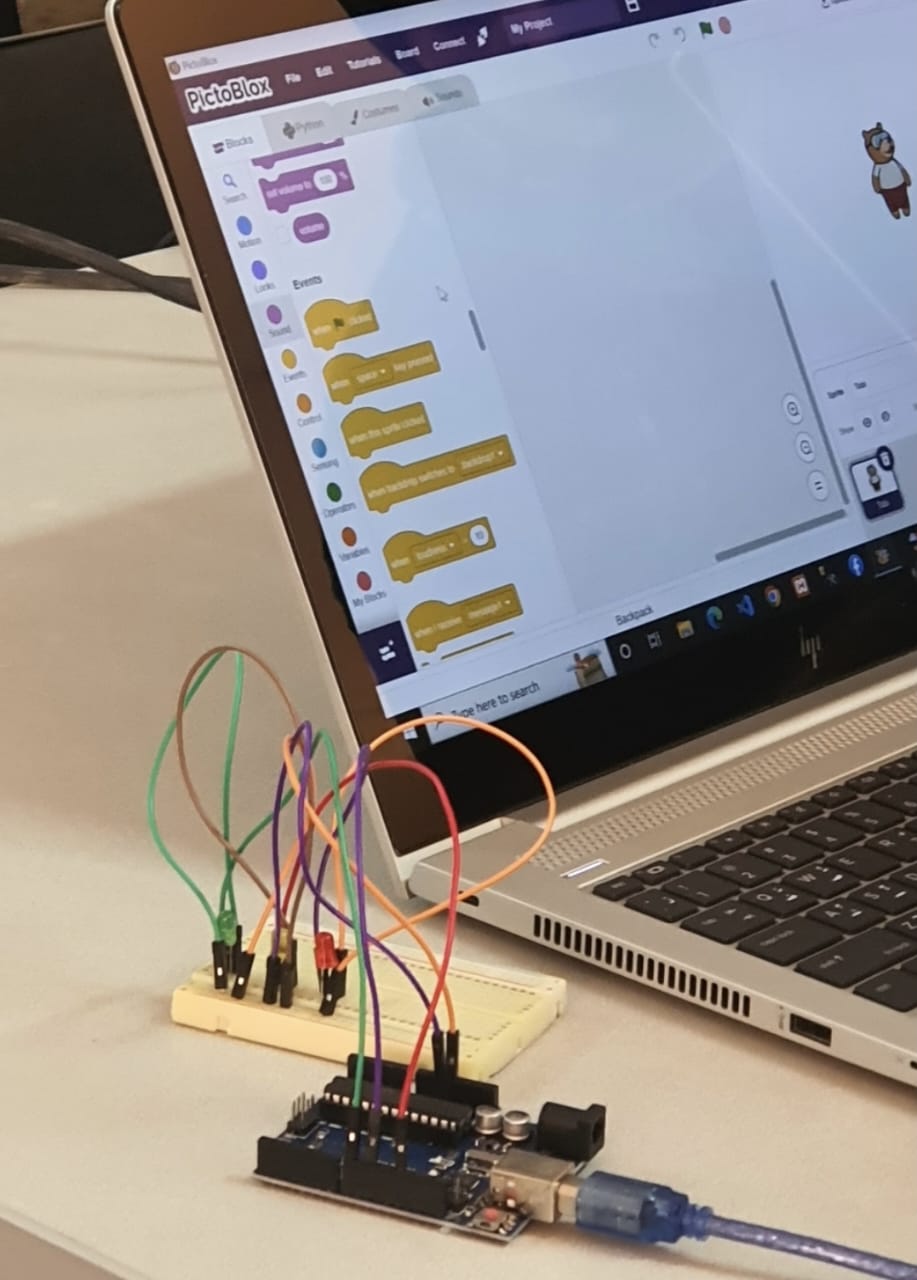 PictoBlox
PictoBlox File Edit Tutorials Board Connect My Project
Blocks Python Costumes Sounds
Search
Motion
Looks
Sound
Events
Control
Sensing
Operators
Variables
My Blocks
set volume to 100 %
volume
Events
when clicked
when space key pressed
when this sprite clicked
when backdrop switches to backdrop1
when loudness 10
when I receive message1
Sprite Tobi
Show
Tobi
Backpack
Type here to search
hp